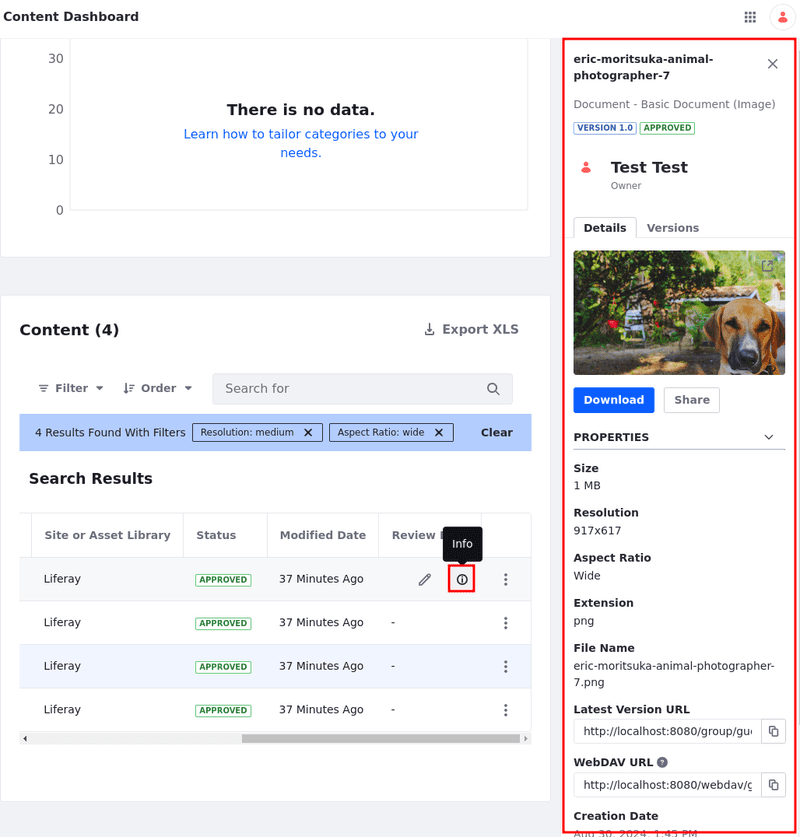 Content Dashboard
30
20
10
0
There is no data.
Learn how to tailor categories to your
needs.
Content (4)
Export XLS
Filter
Order
Search for
4 Results Found With Filters
Resolution: medium
Aspect Ratio: wide
Clear
Search Results
Site or Asset Library Status Modified Date Review
Info
Liferay APPROVED 37 Minutes Ago
Liferay APPROVED 37 Minutes Ago -
Liferay APPROVED 37 Minutes Ago -
Liferay APPROVED 37 Minutes Ago -
eric-moritsuka-animal-
photographer-7
Document - Basic Document (Image)
VERSION 1.0 APPROVED
Test Test
Owner
Details Versions
Download Share
PROPERTIES
Size
1 MB
Resolution
917x617
Aspect Ratio
Wide
Extension
png
File Name
eric-moritsuka-animal-photographer-
7.png
Latest Version URL
http://localhost:8080/group/gu
WebDAV URL ?
http://localhost:8080/webdav/g
Creation Date
Aug 30, 2024, 1:45 PM